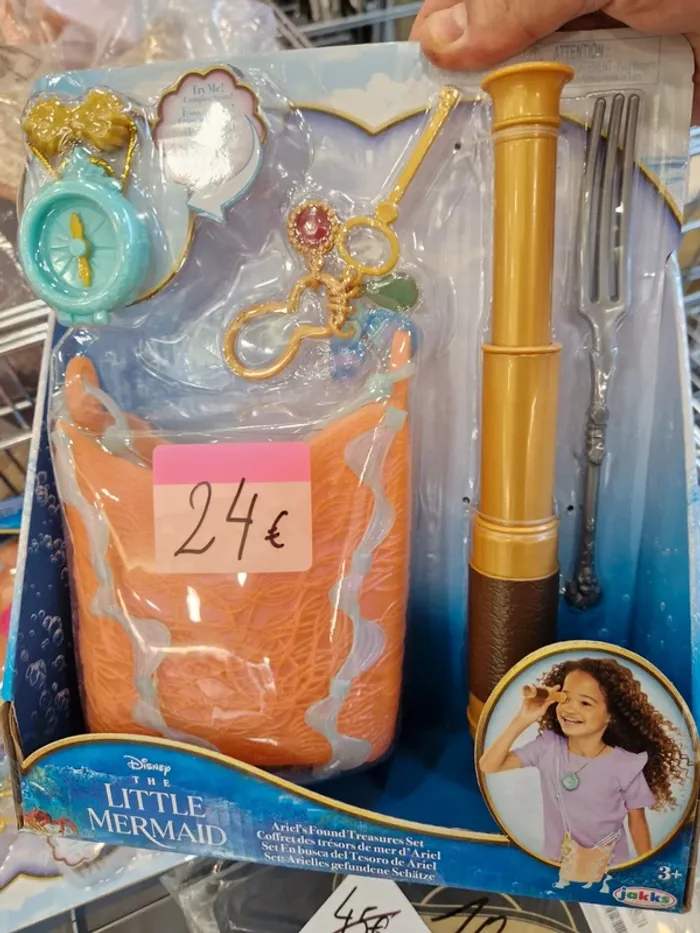 ATTENTION
Try Me!
24€
Disney
THE
LITTLE
MERMAID
Ariel's Found Treasures Set
Coffret des trésors de mer d'Ariel
Set En busca del Tesoro de Ariel
Set: Arielles gefundene Schätze
3+
jakks
45€